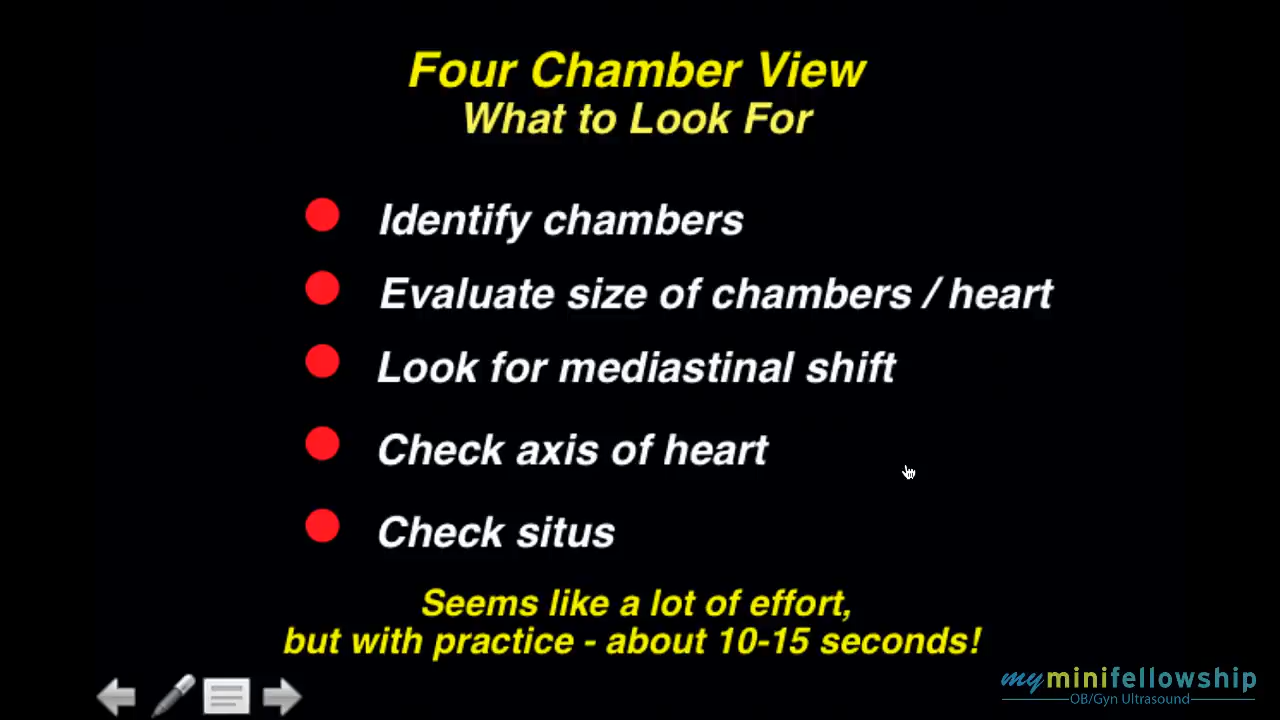 Four Chamber View
What to Look For
Identify chambers
Evaluate size of chambers / heart
Look for mediastinal shift
Check axis of heart
Check situs
Seems like a lot of effort,
but with practice - about 10-15 seconds!
myminifellowship
OB/Gyn Ultrasound